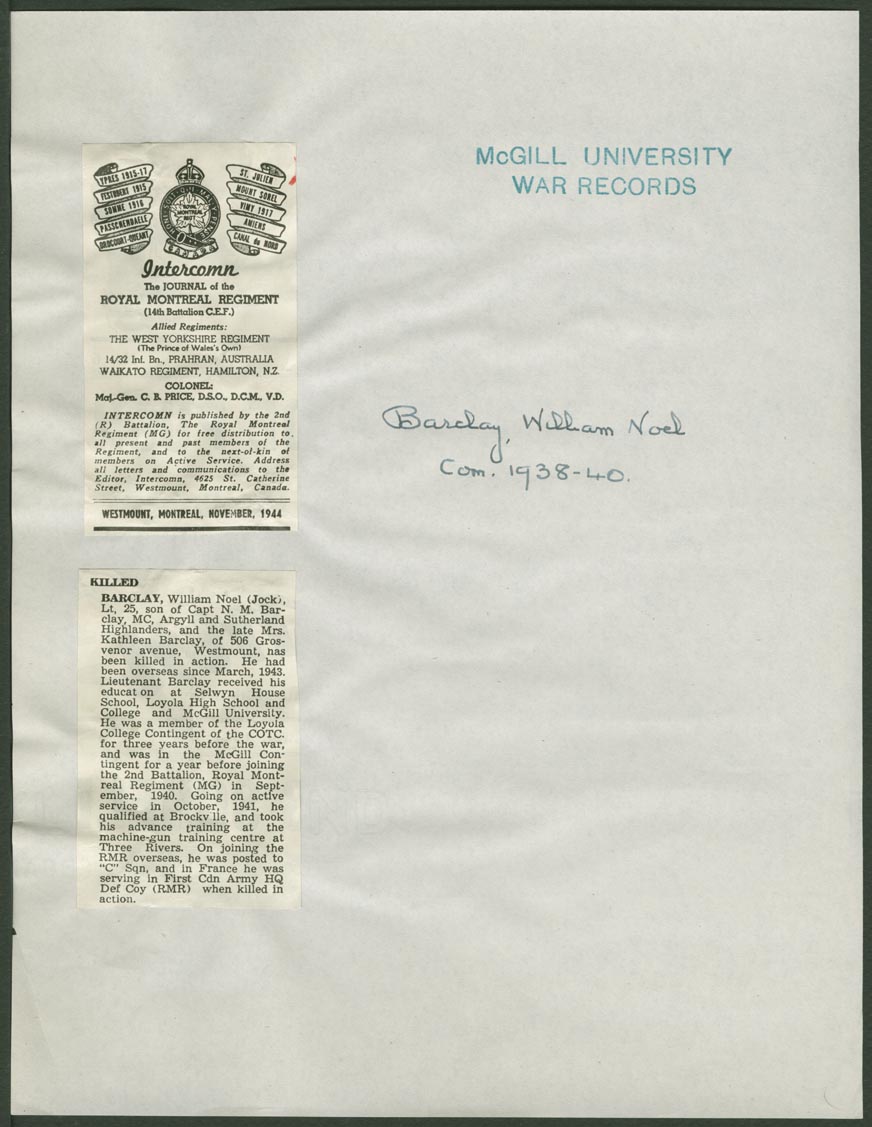 McGILL UNIVERSITY
WAR RECORDS
YPRES 1915-17
FESTUBERT 1915
SOMME 1916
PASSCHENDAELE
DROCOURT-QUEANT
ST. JULIEN
MOUNT SOREL
VIMY 1917
AMIENS
CANAL du NORD
ROYAL
MONTREAL
REGT
CANADA
Intercomn
The JOURNAL of the
ROYAL MONTREAL REGIMENT
(14th Battalion C.E.F.)
Allied Regiments:
THE WEST YORKSHIRE REGIMENT
(The Prince of Wales's Own)
14/32 Inf. Bn., PRAHRAN, AUSTRALIA
WAIKATO REGIMENT, HAMILTON, N.Z.
COLONEL:
Maj.-Gen. C. B. PRICE, D.S.O., D.C.M., V.D.
INTERCOMN is published by the 2nd
(R) Battalion, The Royal Montreal
Regiment (MG) for free distribution to
all present and past members of the
Regiment, and to the next-of-kin of
members on Active Service. Address
all letters and communications to the
Editor, Intercomn, 4625 St. Catherine
Street, Westmount, Montreal, Canada.
WESTMOUNT, MONTREAL, NOVEMBER, 1944
Barclay, William Noel
Com. 1938-40.
KILLED
BARCLAY, William Noel (Jock),
Lt, 25, son of Capt N. M. Bar-
clay, MC, Argyll and Sutherland
Highlanders, and the late Mrs.
Kathleen Barclay, of 506 Gros-
venor avenue, Westmount, has
been killed in action. He had
been overseas since March, 1943.
Lieutenant Barclay received his
educat on at Selwyn House
School, Loyola High School and
College and McGill University.
He was a member of the Loyola
College Contingent of the COTC.
for three years before the war,
and was in the McGill Con-
tingent for a year before joining
the 2nd Battalion, Royal Mont-
real Regiment (MG) in Sept-
ember, 1940. Going on active
service in October, 1941, he
qualified at Brockv lle, and took
his advance training at the
machine-gun training centre at
Three Rivers. On joining the
RMR overseas, he was posted to
"C" Sqn, and in France he was
serving in First Cdn Army HQ
Def Coy (RMR) when killed in
action.